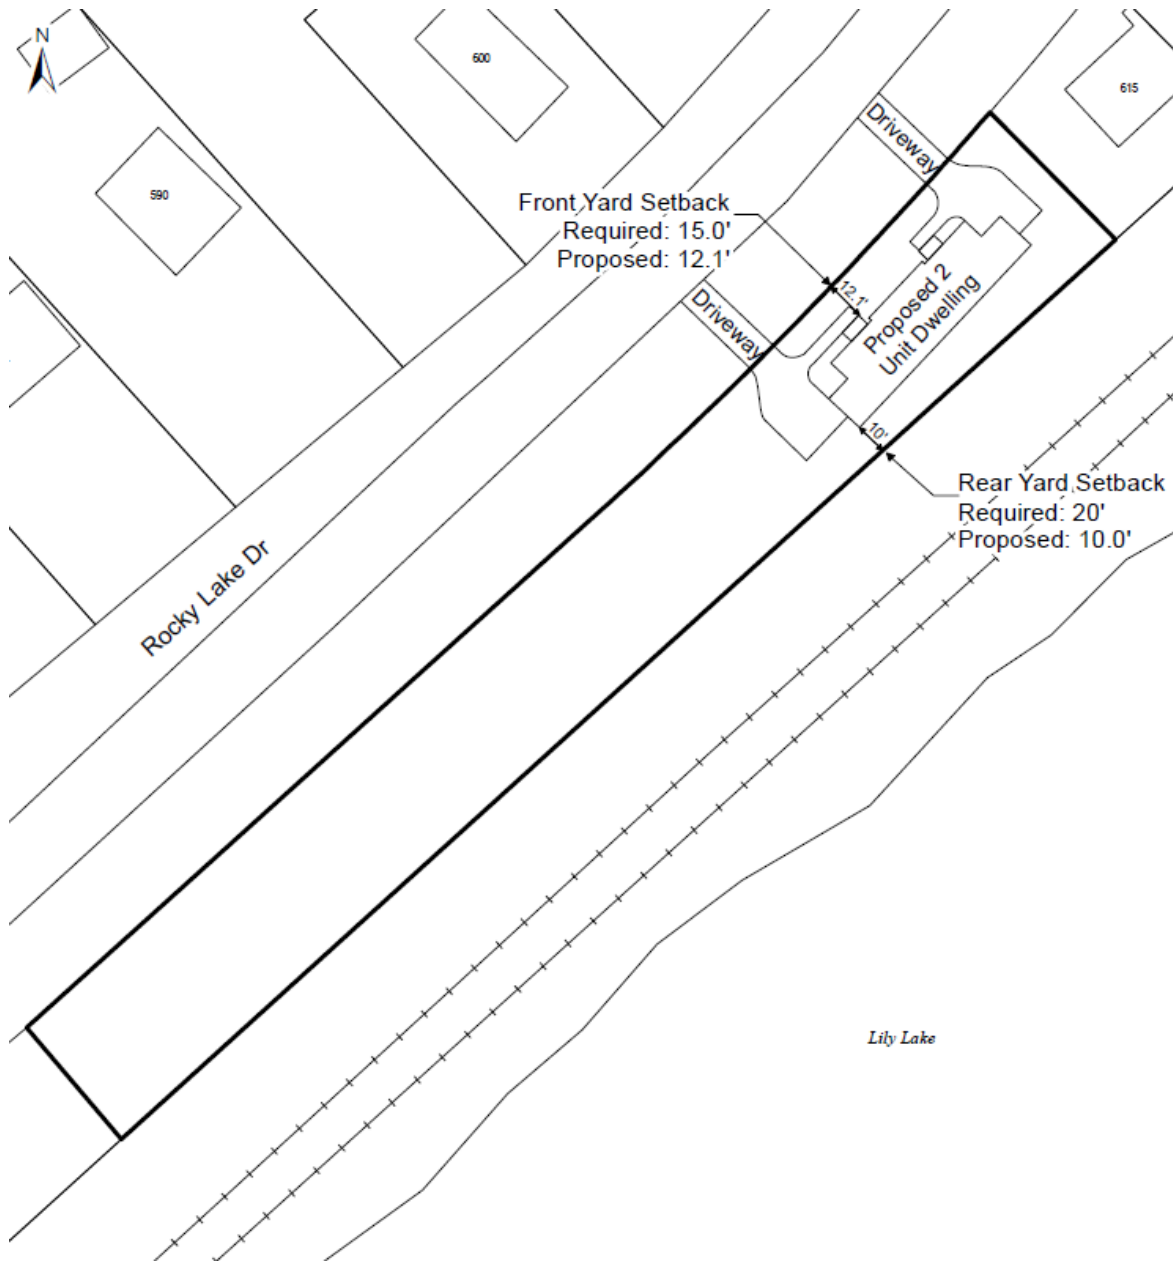 N
600
615
590
Driveway
Front Yard Setback
Required: 15.0'
Proposed: 12.1'
12.1'
Driveway
Proposed 2
Unit Dwelling
10'
Rear Yard Setback
Required: 20'
Proposed: 10.0'
Rocky Lake Dr
Lily Lake